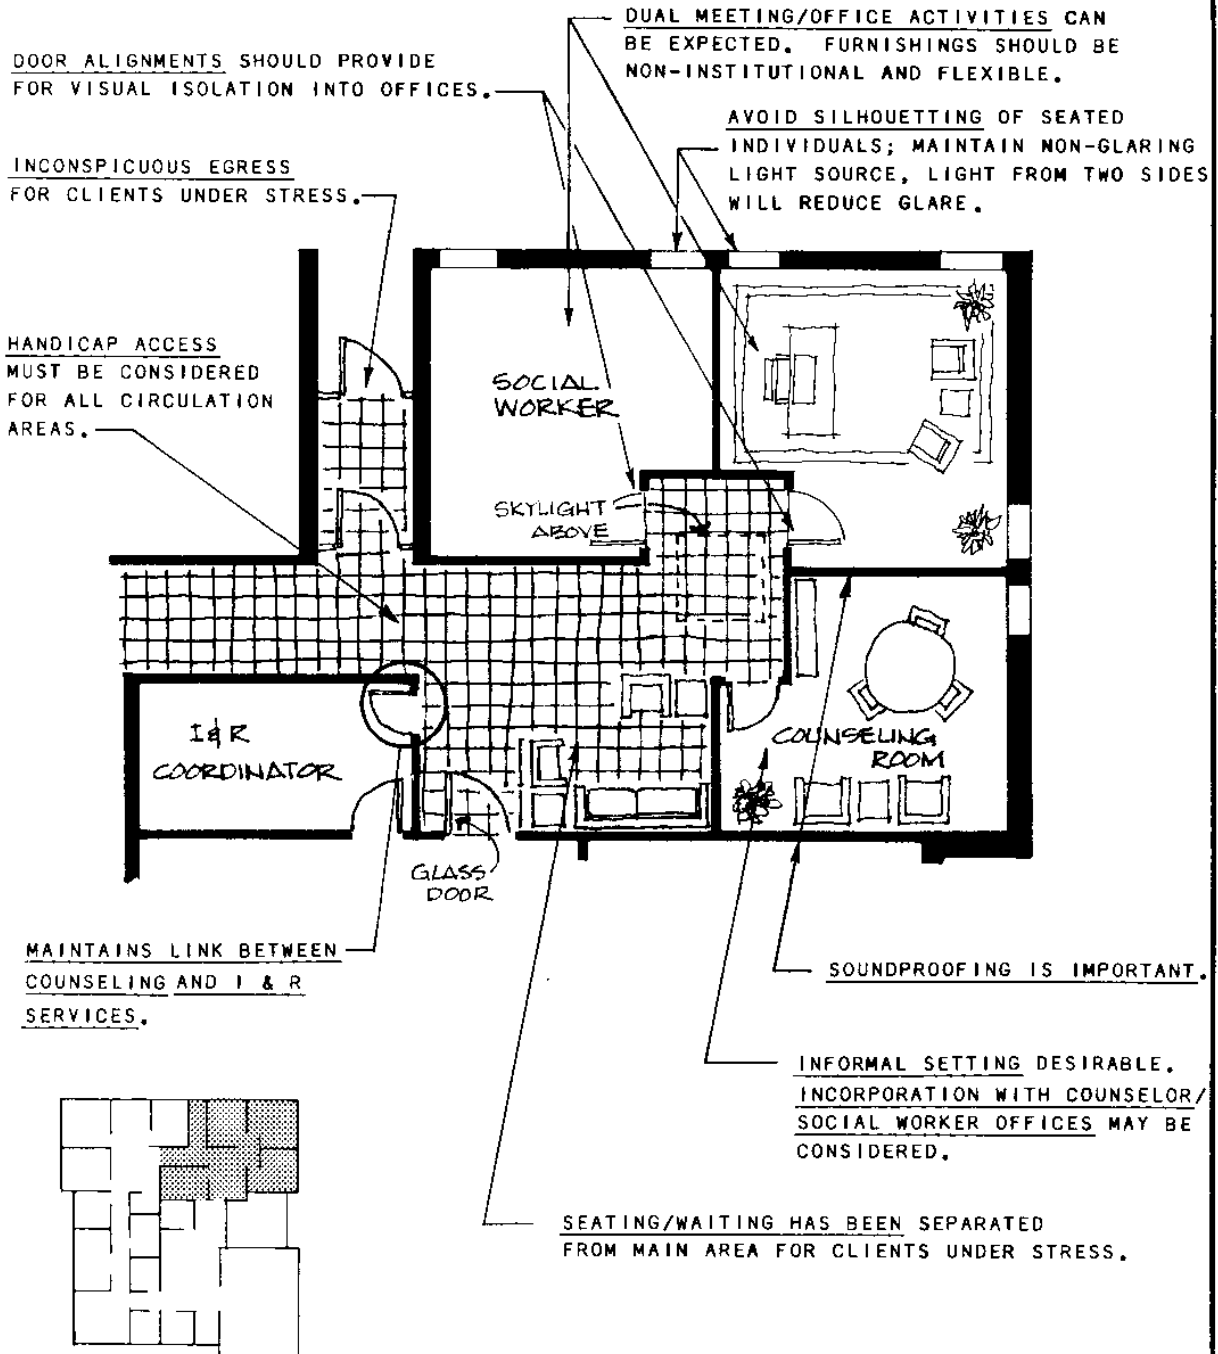 DUAL MEETING/OFFICE ACTIVITIES CAN
BE EXPECTED. FURNISHINGS SHOULD BE
NON-INSTITUTIONAL AND FLEXIBLE.
DOOR ALIGNMENTS SHOULD PROVIDE
FOR VISUAL ISOLATION INTO OFFICES.
AVOID SILHOUETTING OF SEATED
INDIVIDUALS; MAINTAIN NON-GLARING
LIGHT SOURCE, LIGHT FROM TWO SIDES
WILL REDUCE GLARE.
INCONSPICUOUS EGRESS
FOR CLIENTS UNDER STRESS.
HANDICAP ACCESS
MUST BE CONSIDERED
FOR ALL CIRCULATION
AREAS.
SOCIAL
WORKER
SKYLIGHT
ABOVE
I & R
COORDINATOR
COUNSELING
ROOM
GLASS
DOOR
MAINTAINS LINK BETWEEN
COUNSELING AND I & R
SERVICES.
SOUNDPROOFING IS IMPORTANT.
INFORMAL SETTING DESIRABLE.
INCORPORATION WITH COUNSELOR/
SOCIAL WORKER OFFICES MAY BE
CONSIDERED.
SEATING/WAITING HAS BEEN SEPARATED
FROM MAIN AREA FOR CLIENTS UNDER STRESS.